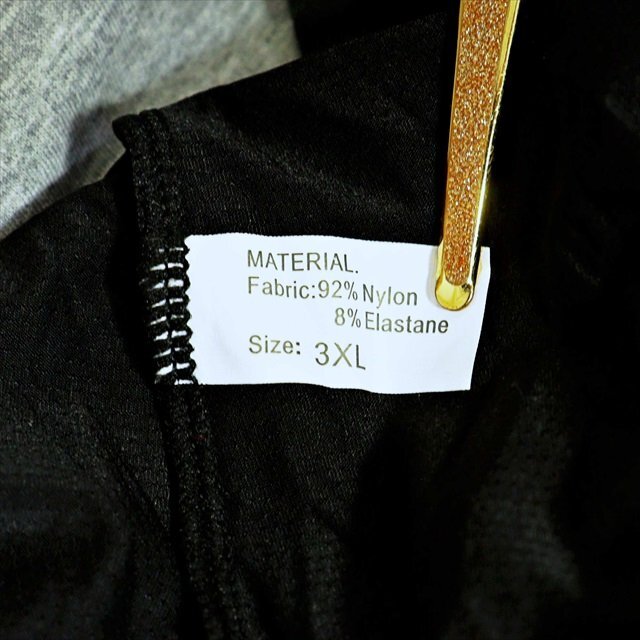 MATERIAL.
Fabric:92% Nylon
8% Elastane
Size: 3XL